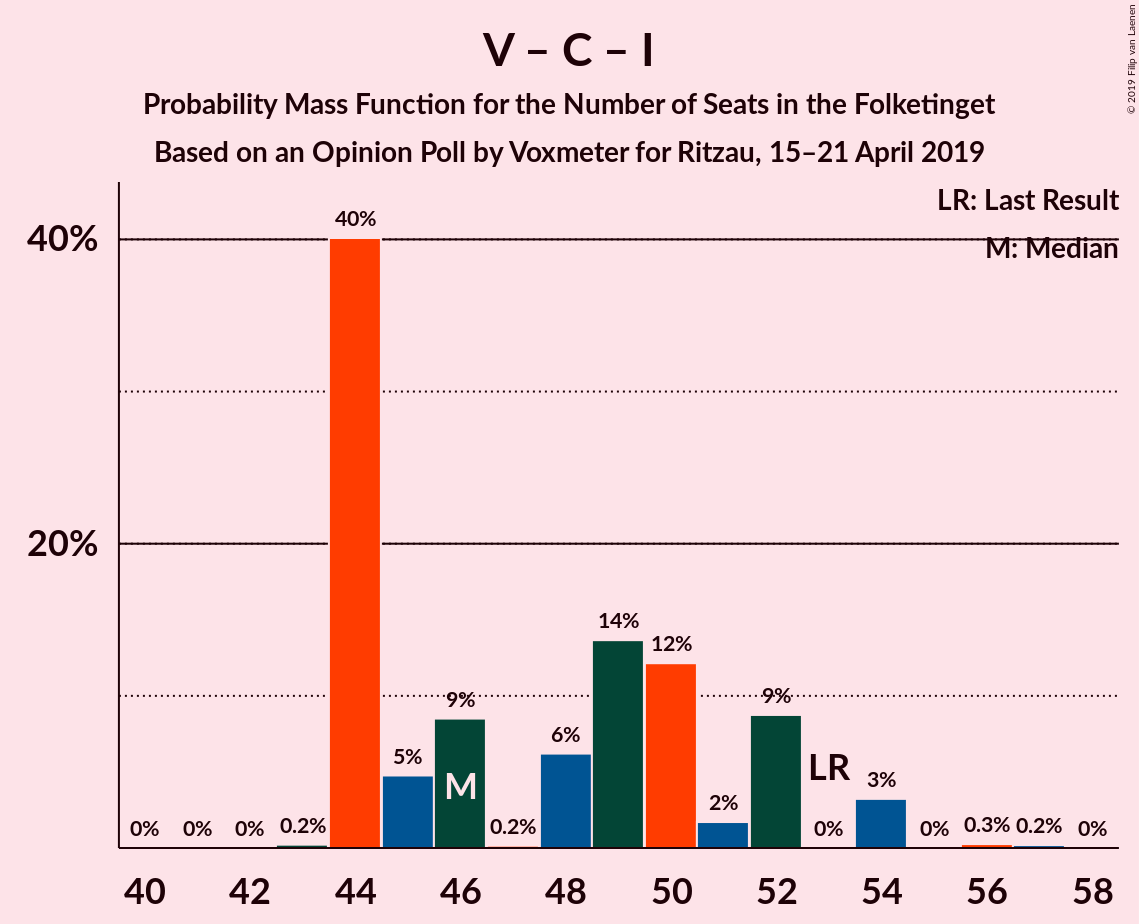 V – C – I
Probability Mass Function for the Number of Seats in the Folketinget
Based on an Opinion Poll by Voxmeter for Ritzau, 15–21 April 2019
© 2019 Filip van Laenen
LR: Last Result
M: Median
40%
20%
0%
0%
0%
0.2%
40%
5%
9%
M
0.2%
6%
14%
12%
2%
9%
LR
0%
3%
0%
0.3%
0.2%
0%
40 42 44 46 48 50 52 54 56 58